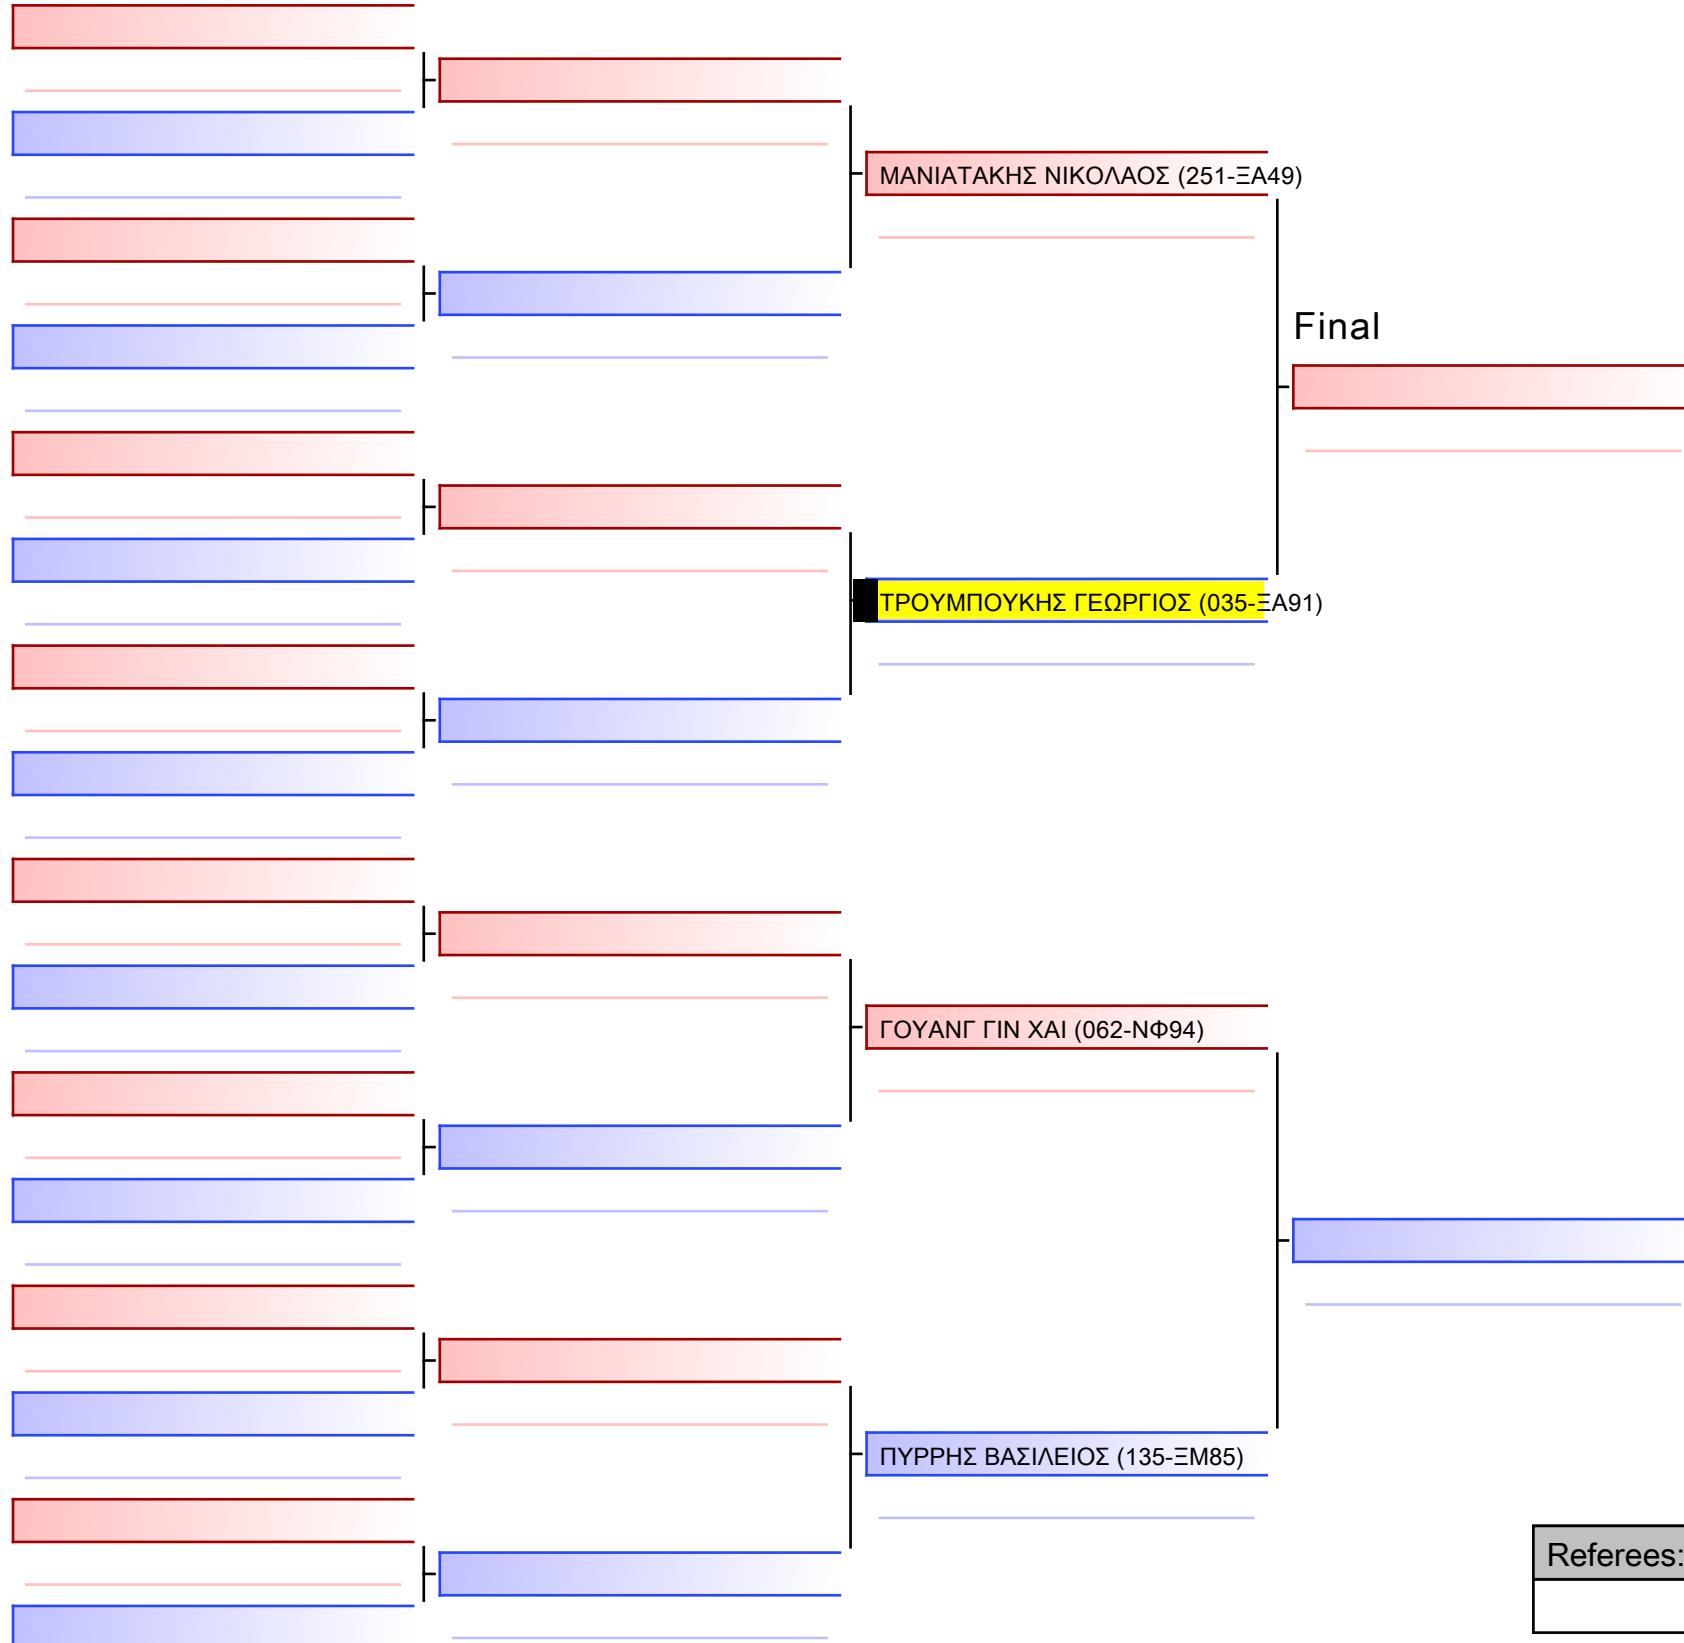 ΜΑΝΙΑΤΑΚΗΣ ΝΙΚΟΛΑΟΣ (251-ΞΑ49)
Final
ΤΡΟΥΜΠΟΥΚΗΣ ΓΕΩΡΓΙΟΣ (035-ΞΑ91)
ΓΟΥΑΝΓ ΓΙΝ ΧΑΙ (062-ΝΦ94)
ΠΥΡΡΗΣ ΒΑΣΙΛΕΙΟΣ (135-ΞΜ85)
Referees: